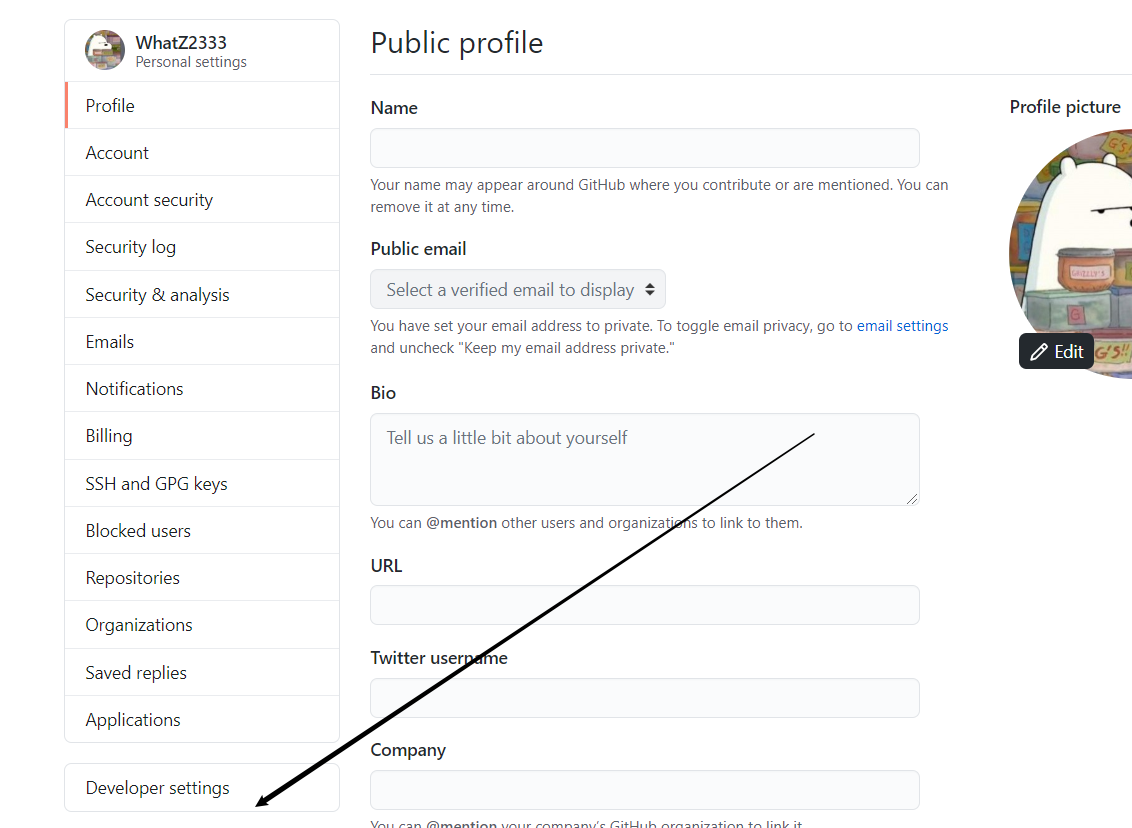 WhatZ2333
Personal settings
Profile
Account
Account security
Security log
Security & analysis
Emails
Notifications
Billing
SSH and GPG keys
Blocked users
Repositories
Organizations
Saved replies
Applications
Developer settings
Public profile
Name
Your name may appear around GitHub where you contribute or are mentioned. You can
remove it at any time.
Public email
Select a verified email to display
You have set your email address to private. To toggle email privacy, go to email settings
and uncheck "Keep my email address private."
Bio
Tell us a little bit about yourself
You can @mention other users and organizations to link to them.
URL
Twitter username
Company
You can @mention your company's GitHub organization to link it.
Profile picture
G'S!
GRIZZLY'S
G
G'S!!
Edit